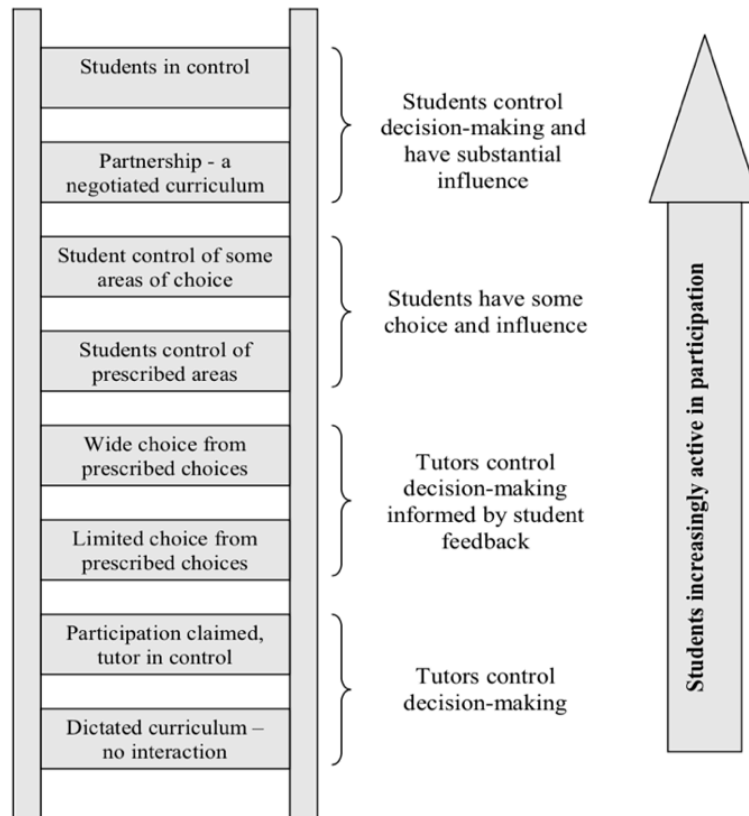 Students in control
Partnership - a
negotiated curriculum
Students control
decision-making and
have substantial
influence
Student control of some
areas of choice
Students control of
prescribed areas
Students have some
choice and influence
Wide choice from
prescribed choices
Limited choice from
prescribed choices
Tutors control
decision-making
informed by student
feedback
Participation claimed,
tutor in control
Dictated curriculum –
no interaction
Tutors control
decision-making
Students increasingly active in participation